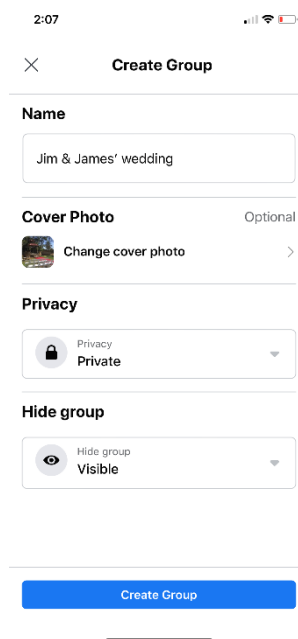 2:07
Create Group
Name
Jim & James' wedding
Cover Photo
Optional
Change cover photo
Privacy
Privacy
Private
Hide group
Hide group
Visible
Create Group